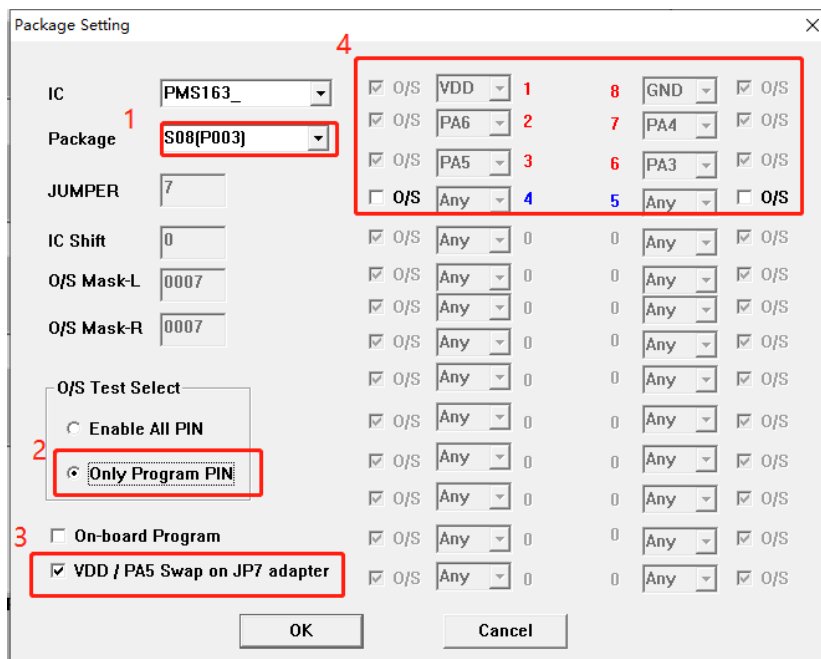 Package Setting
4
IC PMS163_
1
Package S08(P003)
JUMPER 7
IC Shift 0
O/S Mask-L 0007
O/S Mask-R 0007
O/S Test Select
Enable All PIN
2
Only Program PIN
On-board Program
3
VDD / PA5 Swap on JP7 adapter
O/S VDD 1 8 GND O/S
O/S PA6 2 7 PA4 O/S
O/S PA5 3 6 PA3 O/S
O/S Any 4 5 Any O/S
O/S Any 0 0 Any O/S
O/S Any 0 0 Any O/S
O/S Any 0 0 Any O/S
O/S Any 0 0 Any O/S
O/S Any 0 0 Any O/S
O/S Any 0 0 Any O/S
O/S Any 0 0 Any O/S
O/S Any 0 0 Any O/S
O/S Any 0 0 Any O/S
O/S Any 0 0 Any O/S
OK Cancel